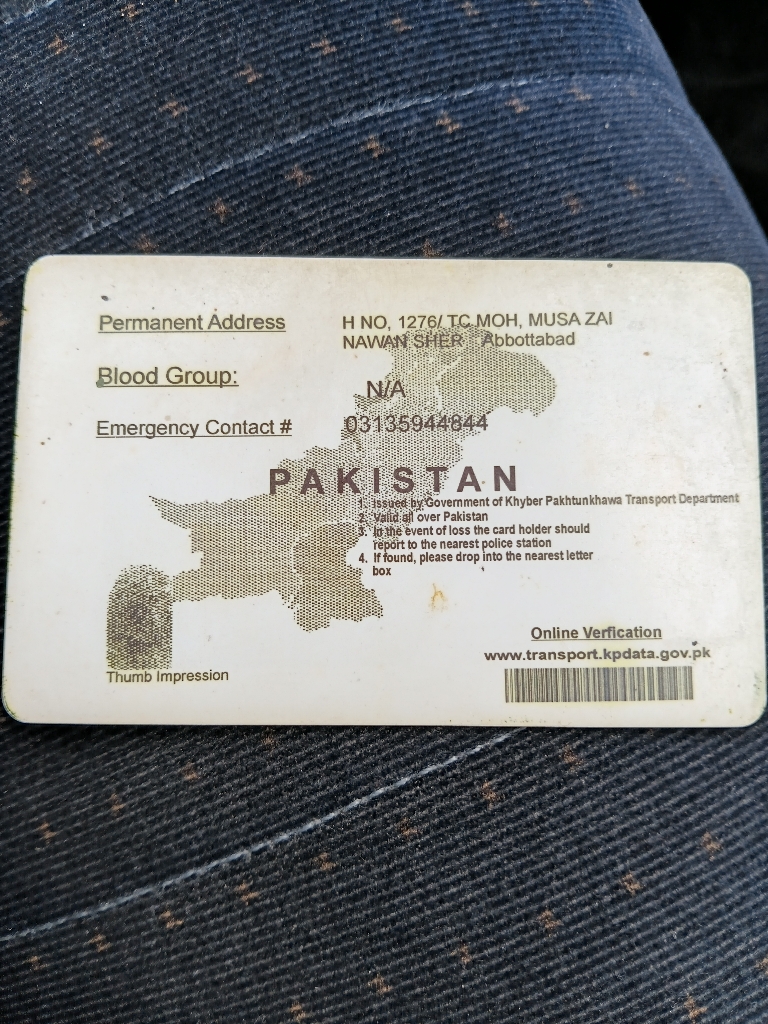 Permanent Address H NO, 1276/ TC MOH, MUSA ZAI
NAWAN SHER Abbottabad
Blood Group: N/A
Emergency Contact # 03135944844
PAKISTAN
1. Issued by Government of Khyber Pakhtunkhawa Transport Department
2. Valid all over Pakistan
3. In the event of loss the card holder should
report to the nearest police station
4. If found, please drop into the nearest letter
box
Online Verfication
www.transport.kpdata.gov.pk
Thumb Impression